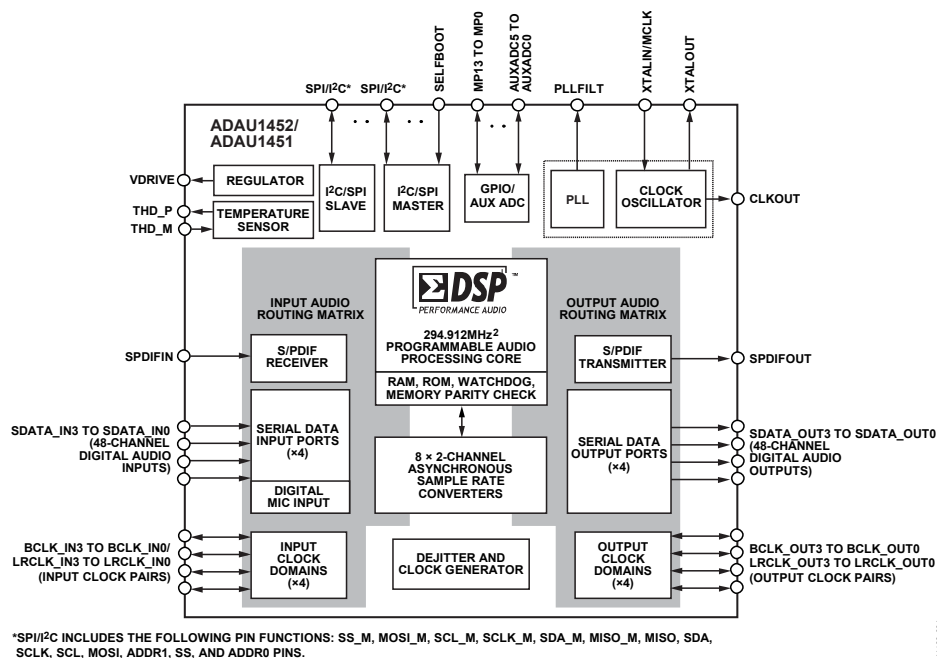 SPI/I²C* SPI/I²C* SELFBOOT MP13 TO MP0 AUXADC5 TO AUXADC0 PLLFILT XTALIN/MCLK XTALOUT
ADAU1452/
ADAU1451
VDRIVE
REGULATOR
THD_P
THD_M
TEMPERATURE
SENSOR
I²C/SPI
SLAVE
I²C/SPI
MASTER
GPIO/
AUX ADC
PLL
CLOCK
OSCILLATOR
CLKOUT
INPUT AUDIO
ROUTING MATRIX
DSP™
PERFORMANCE AUDIO
294.912MHz²
PROGRAMMABLE AUDIO
PROCESSING CORE
RAM, ROM, WATCHDOG,
MEMORY PARITY CHECK
OUTPUT AUDIO
ROUTING MATRIX
SPDIFIN
S/PDIF
RECEIVER
S/PDIF
TRANSMITTER
SPDIFOUT
SDATA_IN3 TO SDATA_IN0
(48-CHANNEL
DIGITAL AUDIO
INPUTS)
SERIAL DATA
INPUT PORTS
(×4)
DIGITAL
MIC INPUT
8 × 2-CHANNEL
ASYNCHRONOUS
SAMPLE RATE
CONVERTERS
SERIAL DATA
OUTPUT PORTS
(×4)
SDATA_OUT3 TO SDATA_OUT0
(48-CHANNEL
DIGITAL AUDIO
OUTPUTS)
BCLK_IN3 TO BCLK_IN0/
LRCLK_IN3 TO LRCLK_IN0
(INPUT CLOCK PAIRS)
INPUT
CLOCK
DOMAINS
(×4)
DEJITTER AND
CLOCK GENERATOR
OUTPUT
CLOCK
DOMAINS
(×4)
BCLK_OUT3 TO BCLK_OUT0
LRCLK_OUT3 TO LRCLK_OUT0
(OUTPUT CLOCK PAIRS)
*SPI/I²C INCLUDES THE FOLLOWING PIN FUNCTIONS: SS_M, MOSI_M, SCL_M, SCLK_M, SDA_M, MISO_M, MISO, SDA,
SCLK, SCL, MOSI, ADDR1, SS, AND ADDR0 PINS.